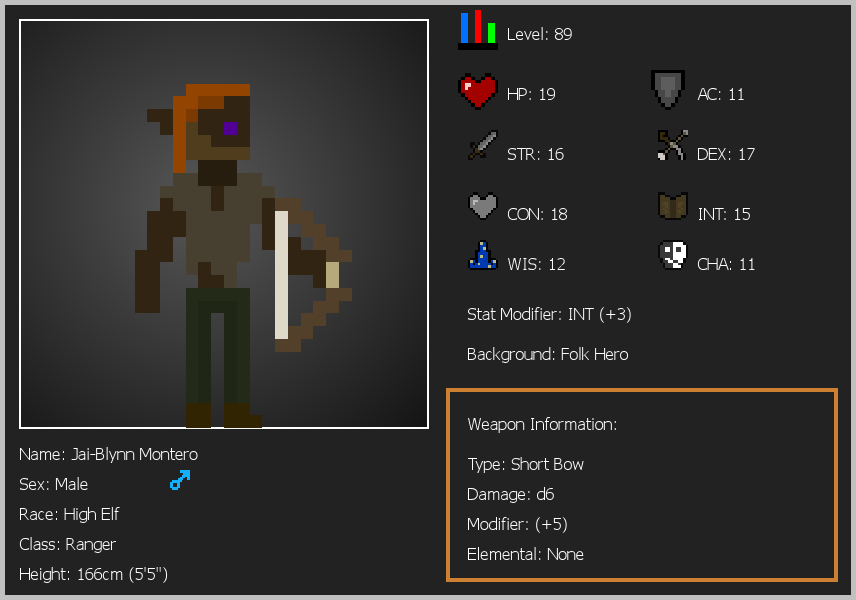 Level: 89
HP: 19
AC: 11
STR: 16
DEX: 17
CON: 18
INT: 15
WIS: 12
CHA: 11
Stat Modifier: INT (+3)
Background: Folk Hero
Weapon Information:
Type: Short Bow
Damage: d6
Modifier: (+5)
Elemental: None
Name: Jai-Blynn Montero
Sex: Male
Race: High Elf
Class: Ranger
Height: 166cm (5'5")